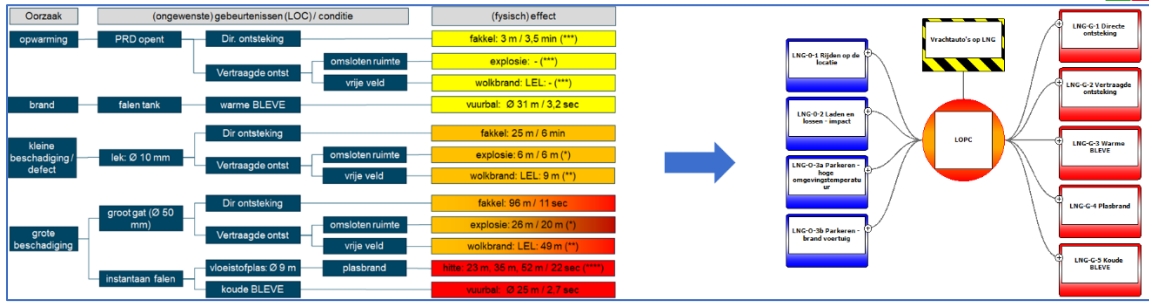 Oorzaak (ongewenste) gebeurtenissen (LOC) / conditie (fysisch) effect
opwarming PRD opent Dir. ontsteking fakkel: 3 m / 3,5 min (***)
Vertraagde ontst omsloten ruimte explosie: - (***)
vrije veld wolkbrand: LEL: - (***)
brand falen tank warme BLEVE vuurbal: Ø 31 m / 3,2 sec
kleine beschadiging / defect lek: Ø 10 mm Dir ontsteking fakkel: 25 m / 6 min
Vertraagde ontst omsloten ruimte explosie: 6 m / 6 m (*)
vrije veld wolkbrand: LEL: 9 m (**)
grote beschadiging groot gat (Ø 50 mm) Dir ontsteking fakkel: 96 m / 11 sec
Vertraagde ontst omsloten ruimte explosie: 26 m / 20 m (*)
vrije veld wolkbrand: LEL: 49 m (**)
instantaan falen vloeistofplas: Ø 9 m plasbrand hitte: 23 m, 35 m, 52 m / 22 sec (****)
koude BLEVE vuurbal: Ø 25 m / 2,7 sec
Vrachtauto's op LNG
LNG-O-1 Rijden op de
locatie
LNG-O-2 Laden en
lossen - impact
LNG-O-3a Parkeren -
hoge
omgevingstemperatu
ur
LNG-O-3b Parkeren -
brand voertuig
LOPC
LNG-G-1 Directe
ontsteking
LNG-G-2 Vertraagde
ontsteking
LNG-G-3 Warme
BLEVE
LNG-G-4 Plasbrand
LNG-G-5 Koude
BLEVE